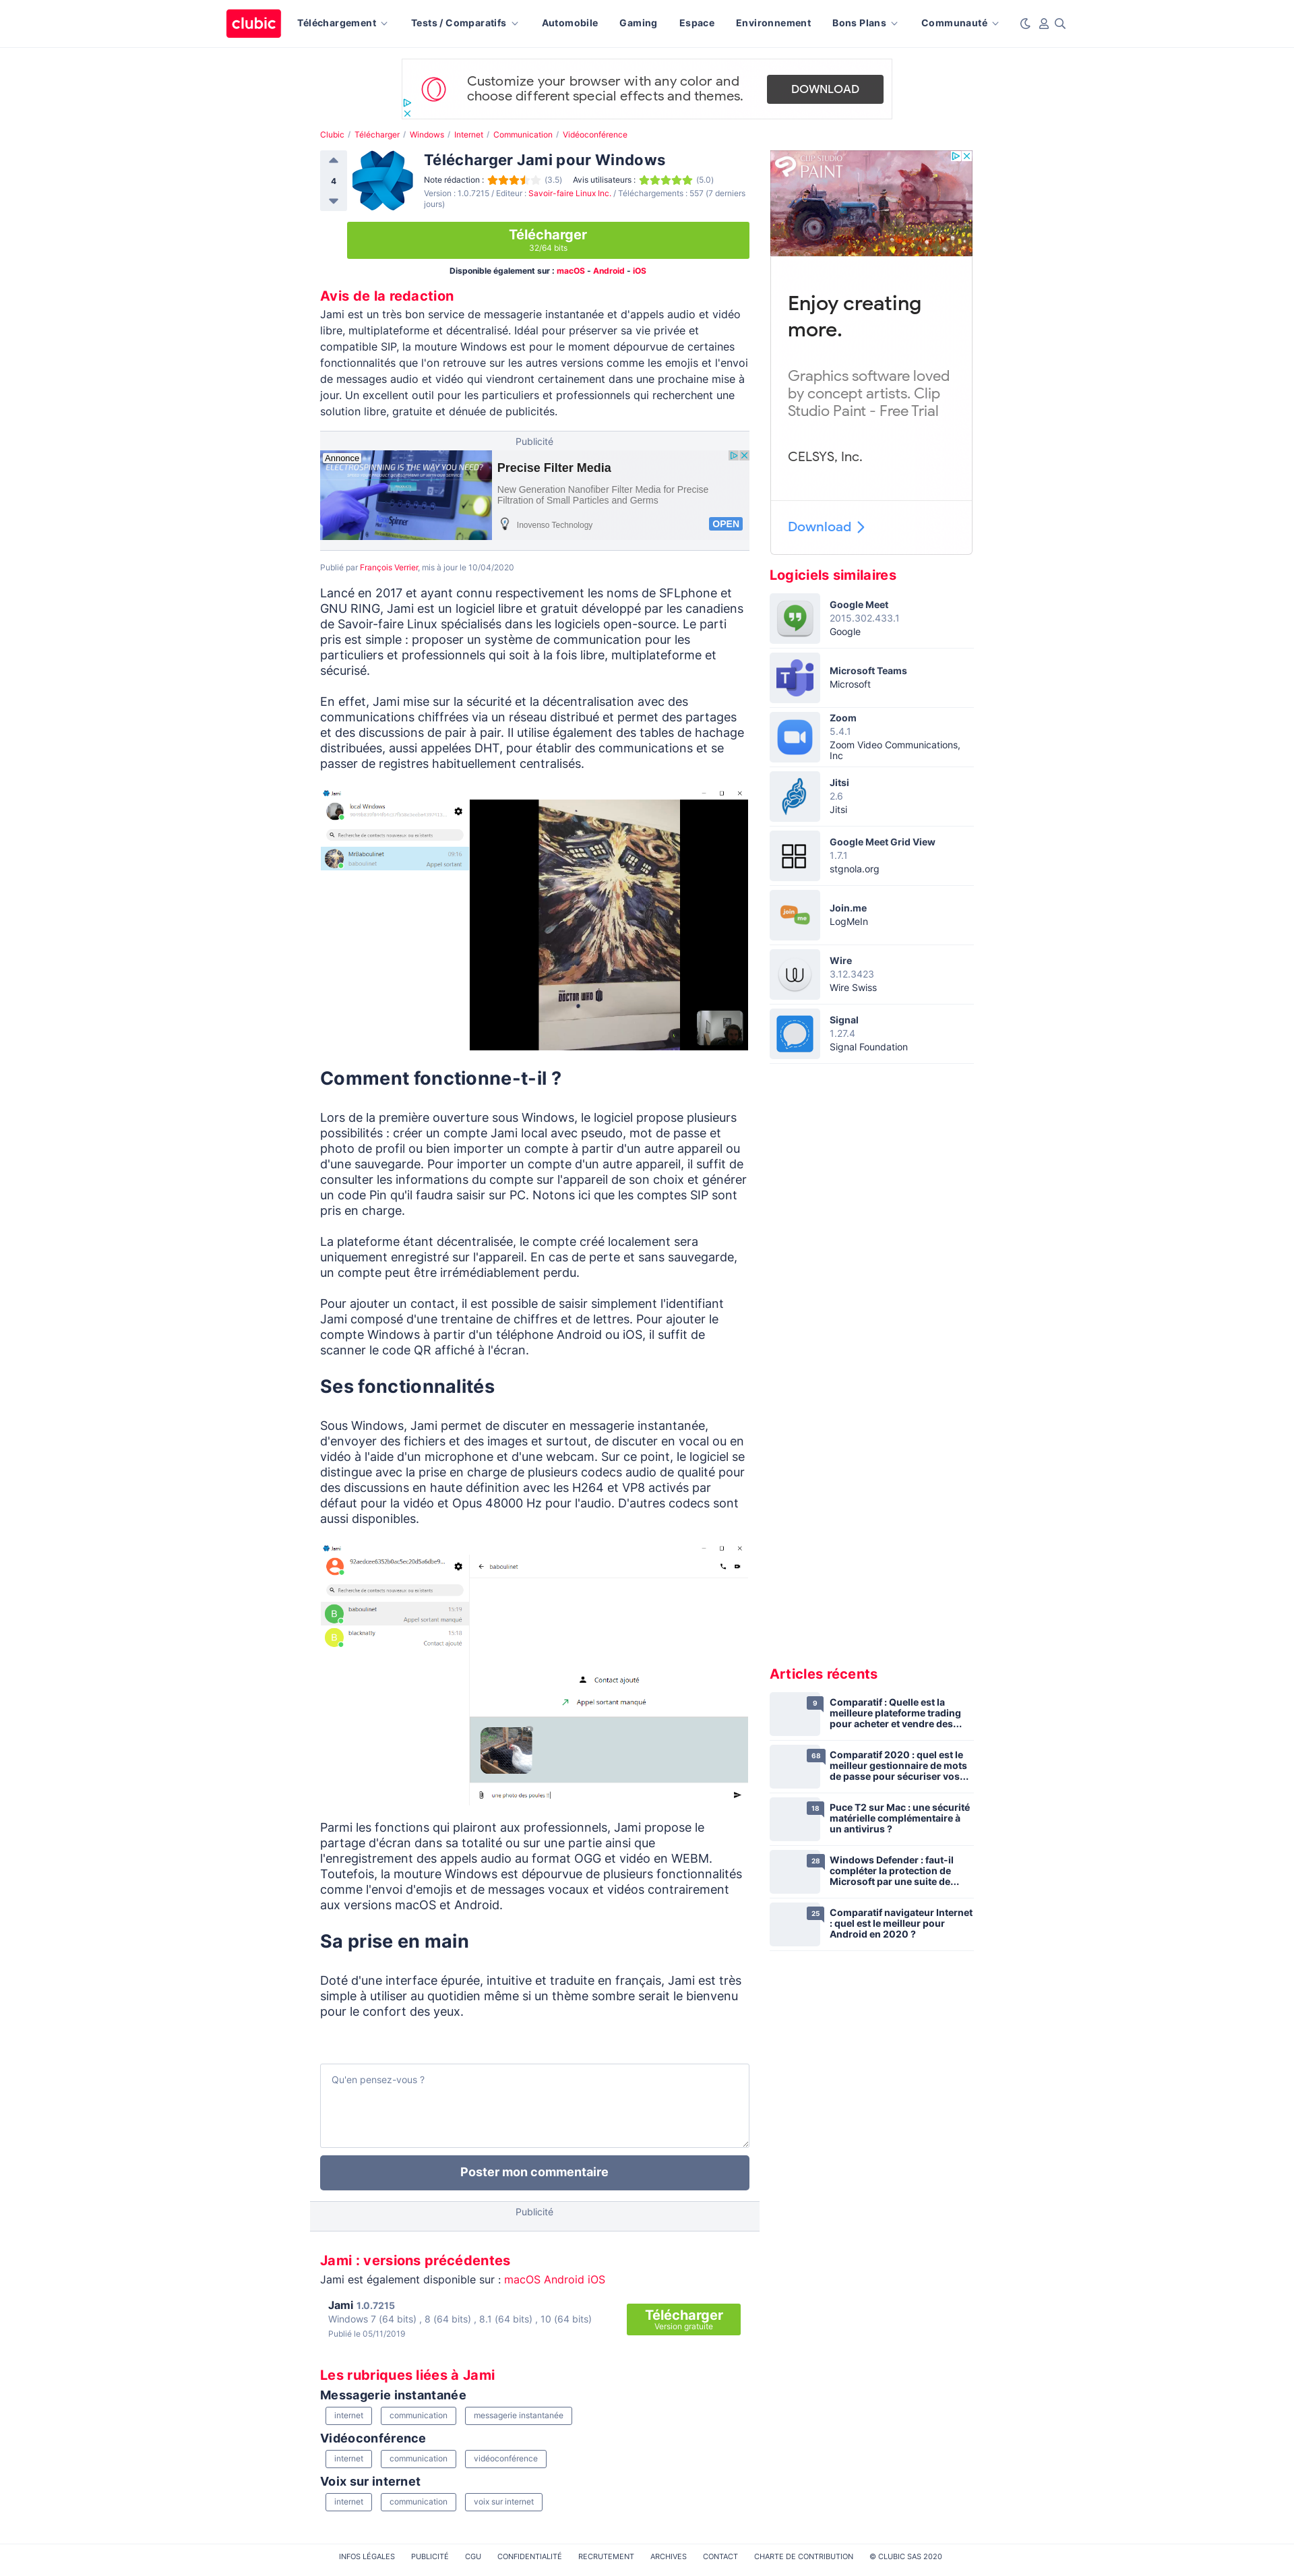 clubic
Téléchargement
Tests / Comparatifs
Automobile
Gaming
Espace
Environnement
Bons Plans
Communauté
Customize your browser with any color and
choose different special effects and themes.
DOWNLOAD
Clubic / Télécharger / Windows / Internet / Communication / Vidéoconférence
4
Télécharger Jami pour Windows
Note rédaction : (3.5) Avis utilisateurs : (5.0)
Version : 1.0.7215 / Editeur : Savoir-faire Linux Inc. / Téléchargements : 557 (7 derniers
jours)
Télécharger
32/64 bits
Disponible également sur : macOS - Android - iOS
Avis de la redaction
Jami est un très bon service de messagerie instantanée et d'appels audio et vidéo
libre, multiplateforme et décentralisé. Idéal pour préserver sa vie privée et
compatible SIP, la mouture Windows est pour le moment dépourvue de certaines
fonctionnalités que l'on retrouve sur les autres versions comme les emojis et l'envoi
de messages audio et vidéo qui viendront certainement dans une prochaine mise à
jour. Un excellent outil pour les particuliers et professionnels qui recherchent une
solution libre, gratuite et dénuée de publicités.
Publicité
Annonce
ELECTROSPINNING IS THE WAY YOU NEED?
Precise Filter Media
New Generation Nanofiber Filter Media for Precise
Filtration of Small Particles and Germs
Inovenso Technology
OPEN
Publié par François Verrier, mis à jour le 10/04/2020
Lancé en 2017 et ayant connu respectivement les noms de SFLphone et
GNU RING, Jami est un logiciel libre et gratuit développé par les canadiens
de Savoir-faire Linux spécialisés dans les logiciels open-source. Le parti
pris est simple : proposer un système de communication pour les
particuliers et professionnels qui soit à la fois libre, multiplateforme et
sécurisé.
En effet, Jami mise sur la sécurité et la décentralisation avec des
communications chiffrées via un réseau distribué et permet des partages
et des discussions de pair à pair. Il utilise également des tables de hachage
distribuées, aussi appelées DHT, pour établir des communications et se
passer de registres habituellement centralisés.
Jami
local Windows
Recherche de contacts nouveaux ou existants
MrBaboulinet 09:16
baboulinet Appel sortant
DOCTOR WHO
Comment fonctionne-t-il ?
Lors de la première ouverture sous Windows, le logiciel propose plusieurs
possibilités : créer un compte Jami local avec pseudo, mot de passe et
photo de profil ou bien importer un compte à partir d'un autre appareil ou
d'une sauvegarde. Pour importer un compte d'un autre appareil, il suffit de
consulter les informations du compte sur l'appareil de son choix et générer
un code Pin qu'il faudra saisir sur PC. Notons ici que les comptes SIP sont
pris en charge.
La plateforme étant décentralisée, le compte créé localement sera
uniquement enregistré sur l'appareil. En cas de perte et sans sauvegarde,
un compte peut être irrémédiablement perdu.
Pour ajouter un contact, il est possible de saisir simplement l'identifiant
Jami composé d'une trentaine de chiffres et de lettres. Pour ajouter le
compte Windows à partir d'un téléphone Android ou iOS, il suffit de
scanner le code QR affiché à l'écran.
Ses fonctionnalités
Sous Windows, Jami permet de discuter en messagerie instantanée,
d'envoyer des fichiers et des images et surtout, de discuter en vocal ou en
vidéo à l'aide d'un microphone et d'une webcam. Sur ce point, le logiciel se
distingue avec la prise en charge de plusieurs codecs audio de qualité pour
des discussions en haute définition avec les H264 et VP8 activés par
défaut pour la vidéo et Opus 48000 Hz pour l'audio. D'autres codecs sont
aussi disponibles.
Jami
92aedcee6352b0ac5ec20d5a6dbe9...
Recherche de contacts nouveaux ou existants
B
baboulinet 15:19
Appel sortant manqué
B
blacknally 15:18
Contact ajouté
baboulinet
Contact ajouté
Appel sortant manqué
une photo des poules !!
Parmi les fonctions qui plairont aux professionnels, Jami propose le
partage d'écran dans sa totalité ou sur une partie ainsi que
l'enregistrement des appels audio au format OGG et vidéo en WEBM.
Toutefois, la mouture Windows est dépourvue de plusieurs fonctionnalités
comme l'envoi d'emojis et de messages vocaux et vidéos contrairement
aux versions macOS et Android.
Sa prise en main
Doté d'une interface épurée, intuitive et traduite en français, Jami est très
simple à utiliser au quotidien même si un thème sombre serait le bienvenu
pour le confort des yeux.
Qu'en pensez-vous ?
Poster mon commentaire
Publicité
Jami : versions précédentes
Jami est également disponible sur : macOS Android iOS
Jami 1.0.7215
Windows 7 (64 bits) , 8 (64 bits) , 8.1 (64 bits) , 10 (64 bits)
Publié le 05/11/2019
Télécharger
Version gratuite
Les rubriques liées à Jami
Messagerie instantanée
internet
communication
messagerie instantanée
Vidéoconférence
internet
communication
vidéoconférence
Voix sur internet
internet
communication
voix sur internet
CLIP STUDIO
PAINT
Enjoy creating
more.
Graphics software loved
by concept artists. Clip
Studio Paint - Free Trial
CELSYS, Inc.
Download
Logiciels similaires
Google Meet
2015.302.433.1
Google
Microsoft Teams
Microsoft
Zoom
5.4.1
Zoom Video Communications,
Inc
Jitsi
2.6
Jitsi
Google Meet Grid View
1.7.1
stgnola.org
join me
Join.me
LogMeIn
Wire
3.12.3423
Wire Swiss
Signal
1.27.4
Signal Foundation
Articles récents
9
Comparatif : Quelle est la
meilleure plateforme trading
pour acheter et vendre des...
68
Comparatif 2020 : quel est le
meilleur gestionnaire de mots
de passe pour sécuriser vos...
18
Puce T2 sur Mac : une sécurité
matérielle complémentaire à
un antivirus ?
28
Windows Defender : faut-il
compléter la protection de
Microsoft par une suite de...
25
Comparatif navigateur Internet
: quel est le meilleur pour
Android en 2020 ?
INFOS LÉGALES
PUBLICITÉ
CGU
CONFIDENTIALITÉ
RECRUTEMENT
ARCHIVES
CONTACT
CHARTE DE CONTRIBUTION
© CLUBIC SAS 2020